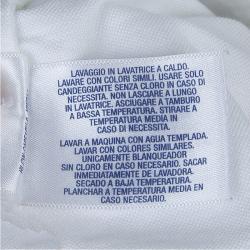 LAVAGGIO IN LAVATRICE A CALDO.
LAVARE CON COLORI SIMILI. USARE SOLO
CANDEGGIANTE SENZA CLORO IN CASO DI
NECESSITA. NON LASCIARE A LUNGO
IN LAVATRICE. ASCIUGARE A TAMBURO
A BASSA TEMPERATURA. STIRARE A
TEMPERATURA MEDIA IN
CASO DI NECESSITA.
LAVAR A MAQUINA CON AGUA TEMPLADA.
LAVAR CON COLORES SIMILARES.
UNICAMENTE BLANQUEADOR
SIN CLORO EN CASO NECESARIO. SACAR
INMEDIATAMENTE DE LA LAVADORA.
SECADO A BAJA TEMPERATURA.
PLANCHAR A TEMPERATURA MEDIA EN
CASO NECESARIO.